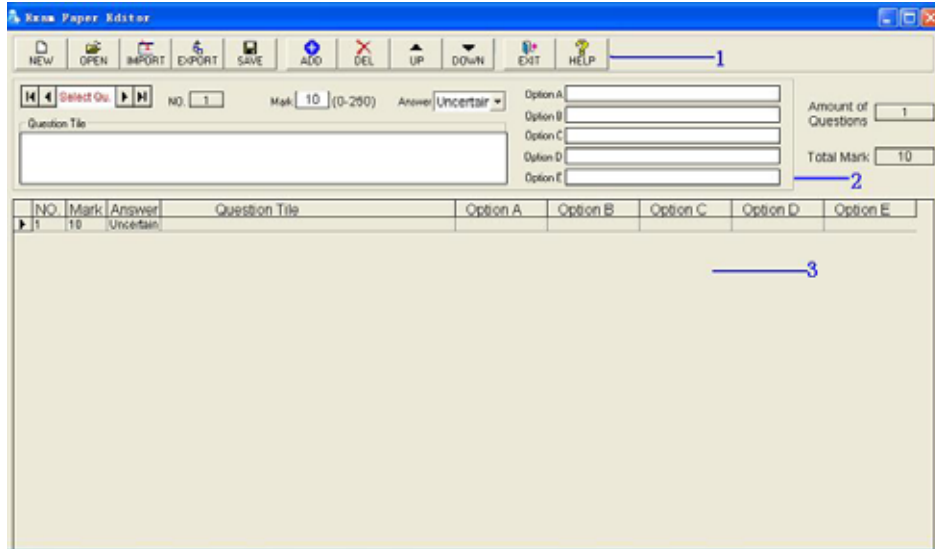 Exam Paper Editor
NEW OPEN IMPORT EXPORT SAVE ADD DEL UP DOWN EXIT HELP 1
Select Qu. NO. 1 Mark 10 (0-250) Answer Uncertain
Question Tile
Option A
Option B
Option C
Option D
Option E
Amount of Questions 1
Total Mark 10
2
NO. Mark Answer Question Tile Option A Option B Option C Option D Option E
1 10 Uncertain
3